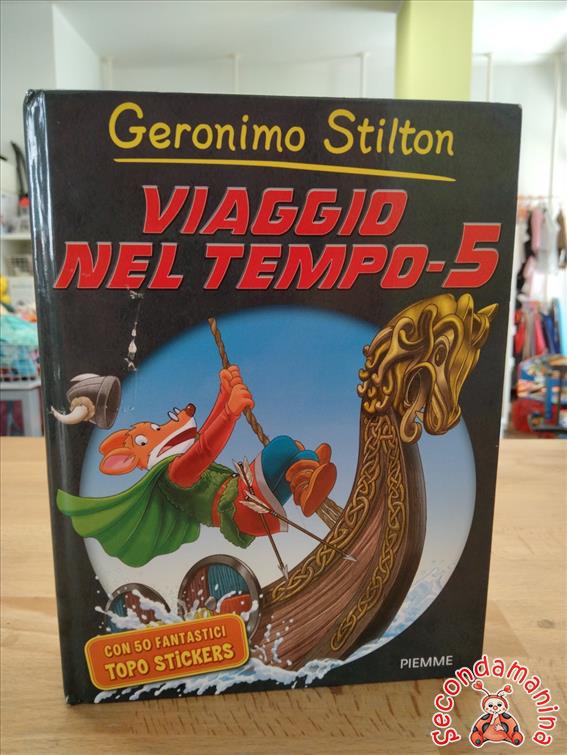 Geronimo Stilton
VIAGGIO
NEL TEMPO-5
CON 50 FANTASTICI
TOPO STICKERS
PIEMME
secondamanina